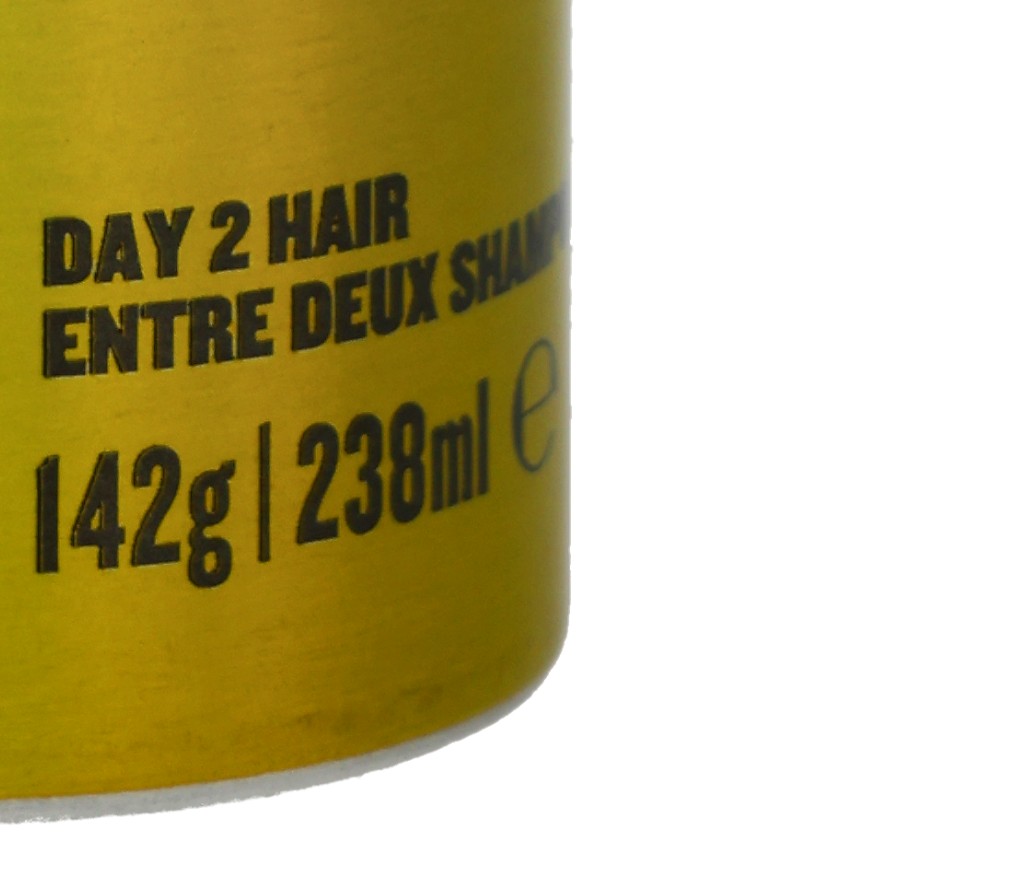 DAY 2 HAIR
ENTRE DEUX
142g | 238ml e